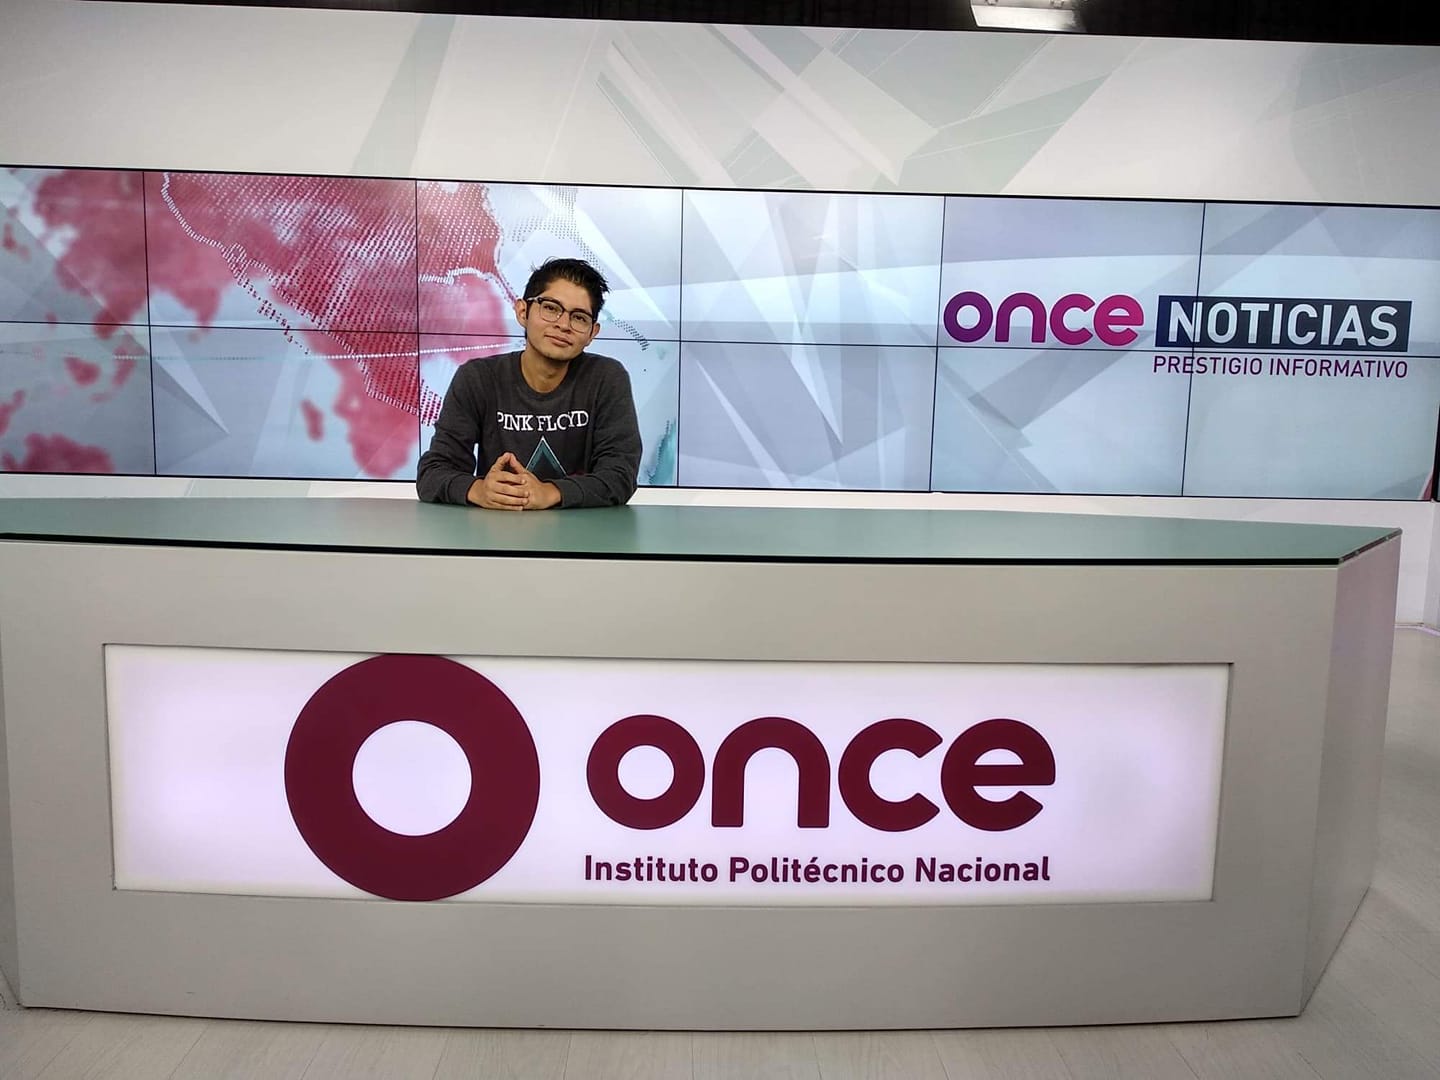 once NOTICIAS
PRESTIGIO INFORMATIVO
PINK FLOYD
once
Instituto Politécnico Nacional